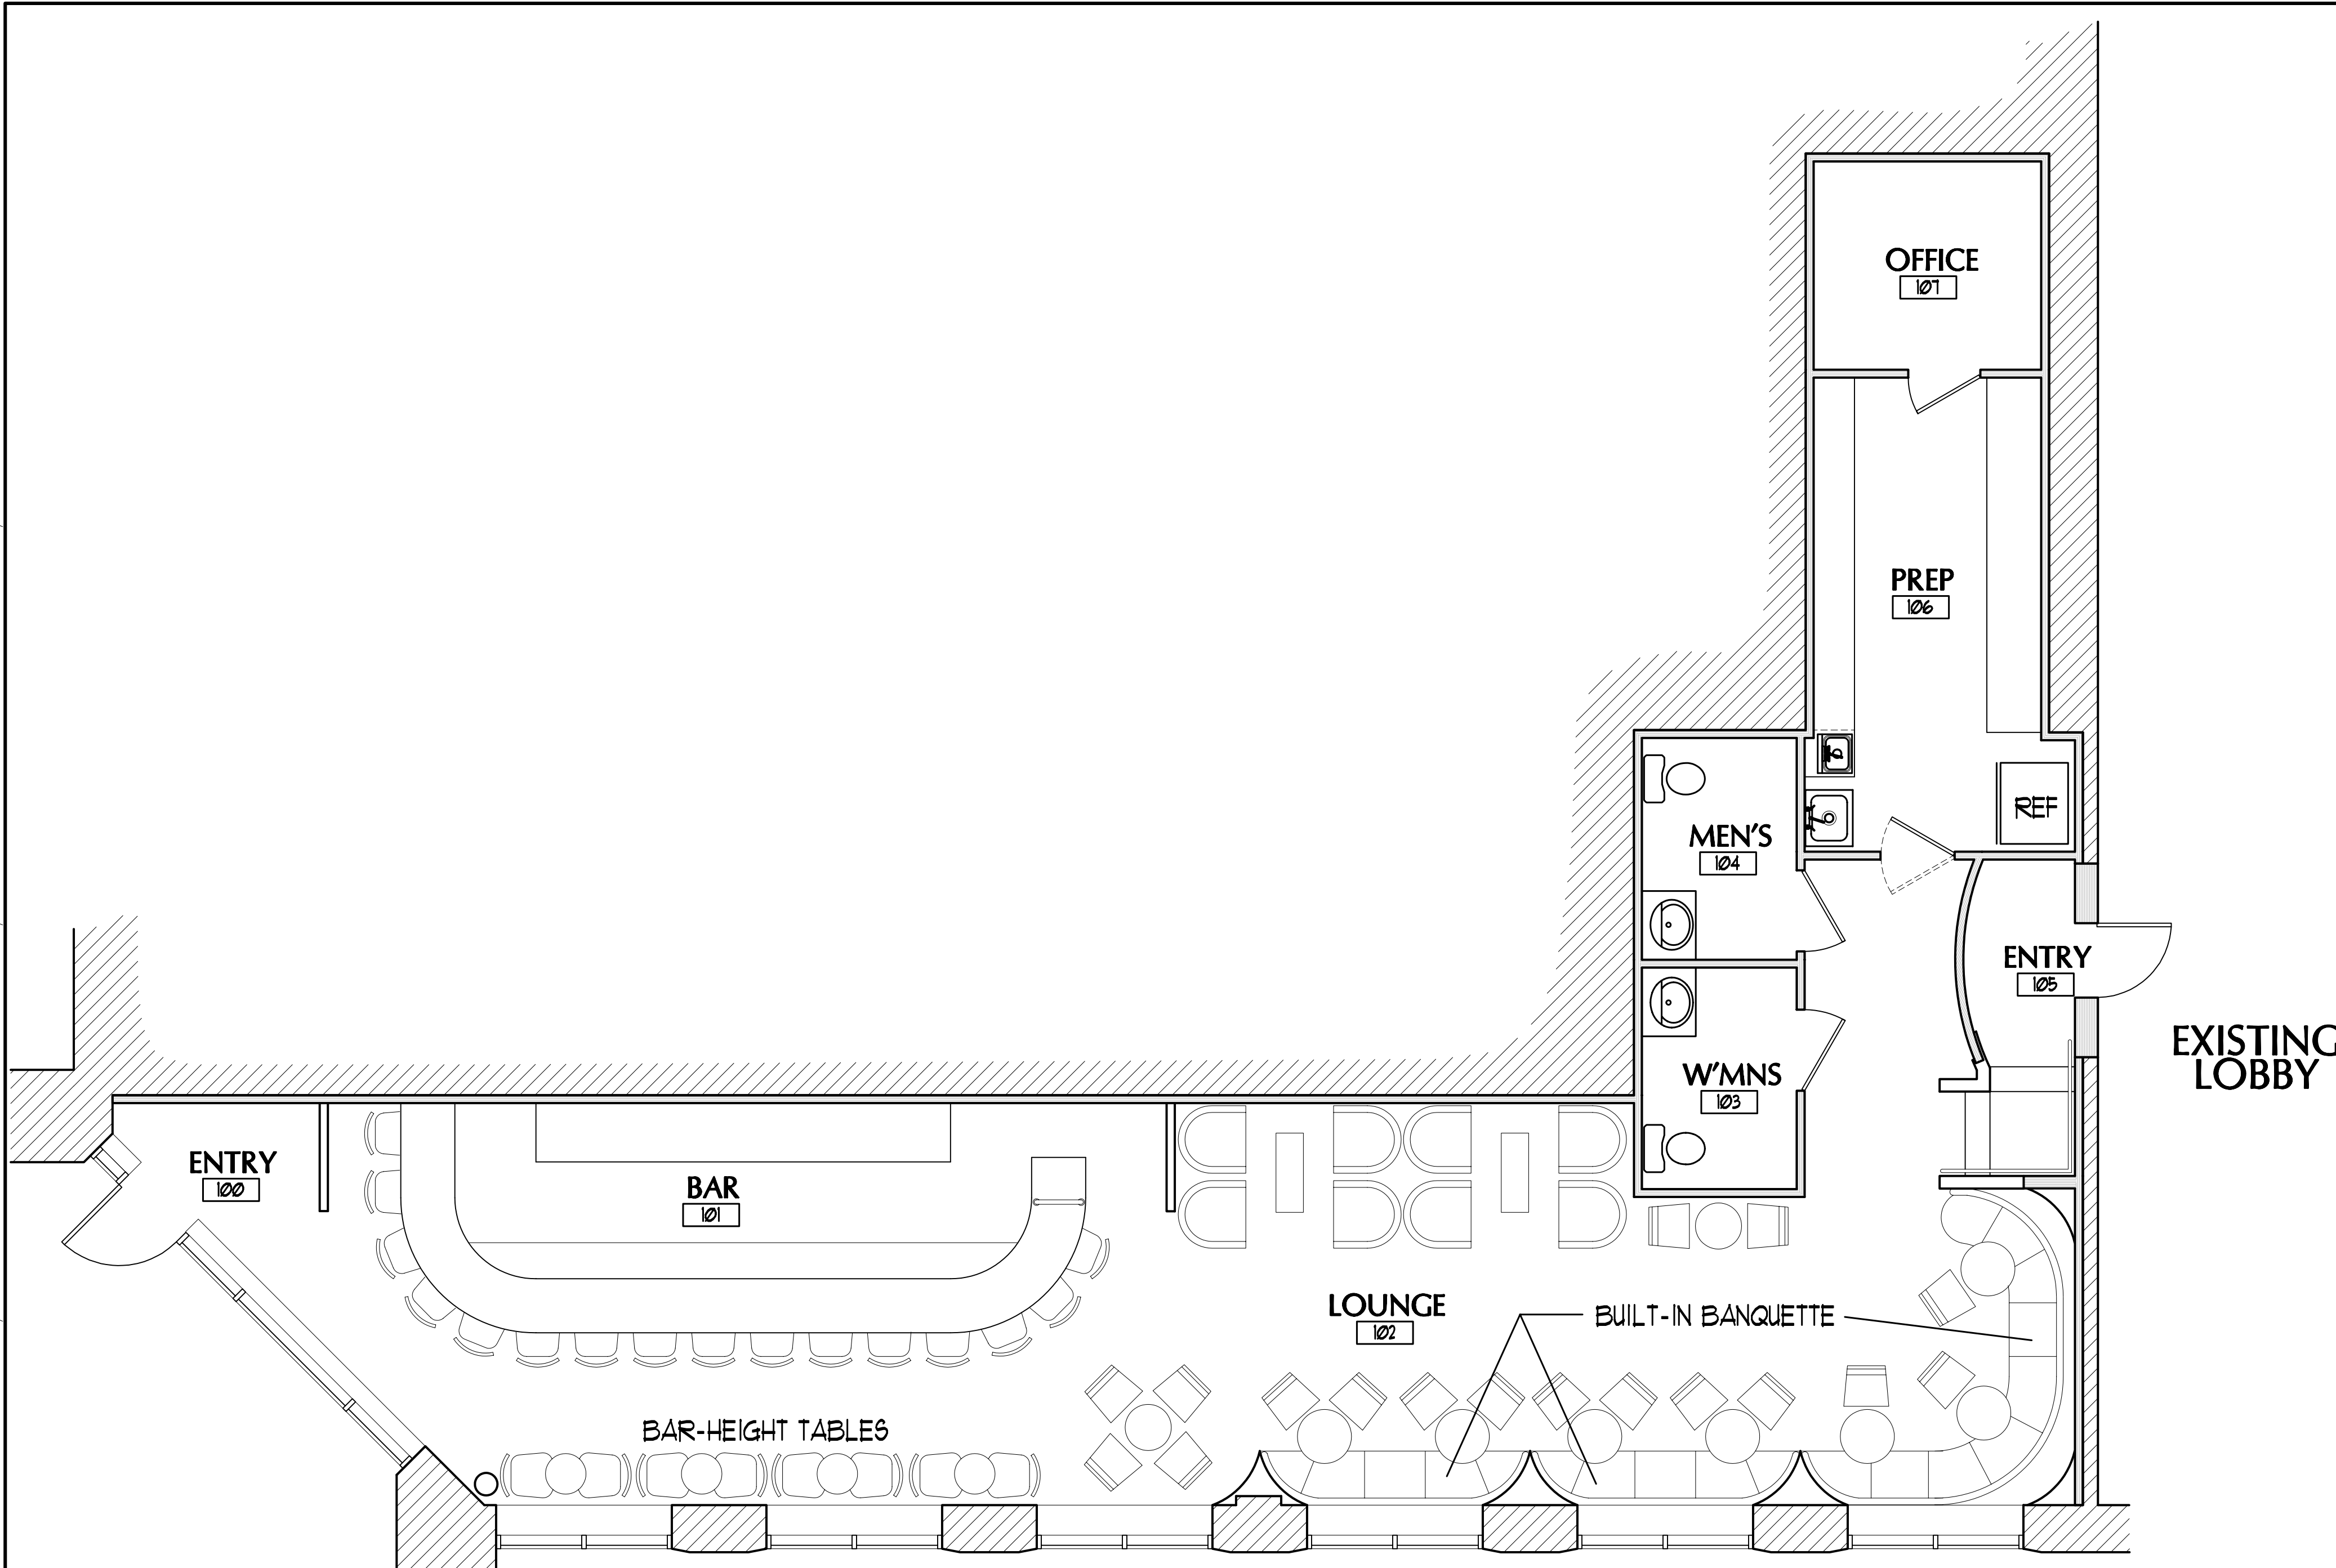 OFFICE
107
PREP
106
REF
MEN'S
104
ENTRY
105
EXISTING
LOBBY
W'MNS
103
ENTRY
100
BAR
101
LOUNGE
102
BUILT-IN BANQUETTE
BAR-HEIGHT TABLES